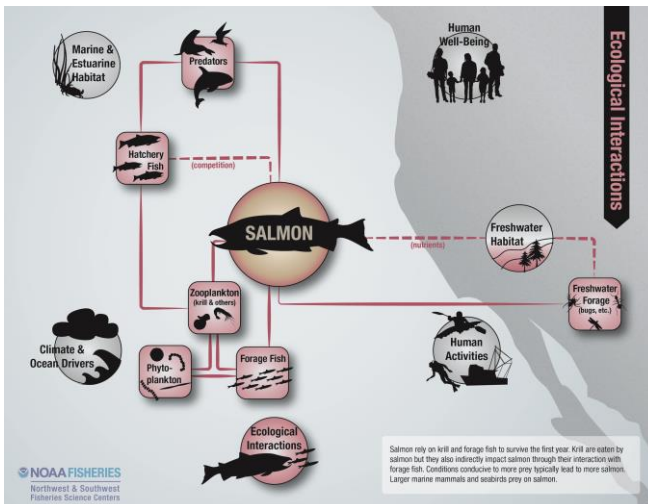 Marine &
Estuarine
Habitat
Predators
Human
Well-Being
Ecological Interactions
Hatchery
Fish
(competition)
SALMON
(nutrients)
Freshwater
Habitat
Zooplankton
(krill & others)
Freshwater
Forage
(bugs, etc.)
Climate &
Ocean Drivers
Phyto-
plankton
Forage Fish
Human
Activities
Ecological
Interactions
Salmon rely on krill and forage fish to survive the first year. Krill are eaten by
salmon but they also indirectly impact salmon through their interaction with
forage fish. Conditions conducive to more prey typically lead to more salmon.
Larger marine mammals and seabirds prey on salmon.
NOAA FISHERIES
Northwest & Southwest
Fisheries Science Centers